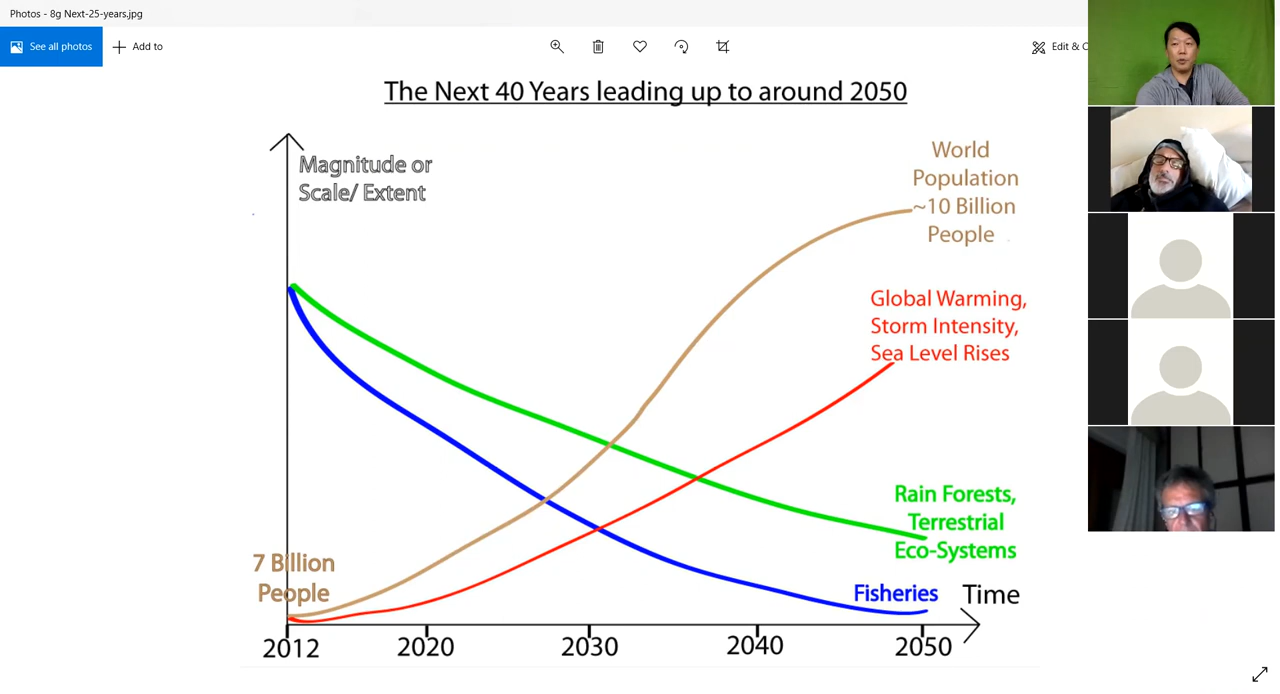 Photos - 8g Next-25-years.jpg
See all photos
Add to
Edit & C
The Next 40 Years leading up to around 2050
Magnitude or
Scale/ Extent
World
Population
~10 Billion
People
Global Warming,
Storm Intensity,
Sea Level Rises
Rain Forests,
Terrestrial
Eco-Systems
7 Billion
People
Fisheries
Time
2012
2020
2030
2040
2050